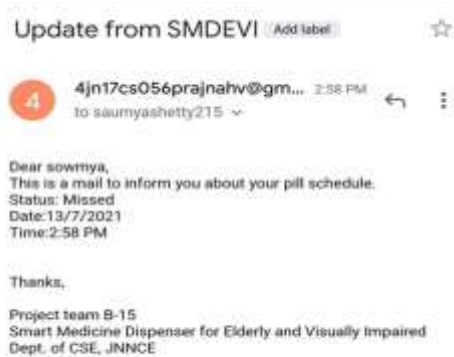 Update from SMDEVI Add label
4
4jn17cs056prajnahv@gm... 2:58 PM
to saumyashetty215
Dear sowmya,
This is a mail to inform you about your pill schedule.
Status: Missed
Date:13/7/2021
Time:2:58 PM
Thanks,
Project team B-15
Smart Medicine Dispenser for Elderly and Visually Impaired
Dept. of CSE, JNNCE